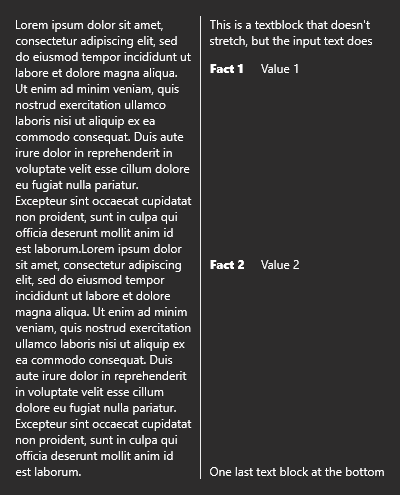 Lorem ipsum dolor sit amet,
consectetur adipiscing elit, sed
do eiusmod tempor incididunt ut
labore et dolore magna aliqua.
Ut enim ad minim veniam, quis
nostrud exercitation ullamco
laboris nisi ut aliquip ex ea
commodo consequat. Duis aute
irure dolor in reprehenderit in
voluptate velit esse cillum dolore
eu fugiat nulla pariatur.
Excepteur sint occaecat cupidatat
non proident, sunt in culpa qui
officia deserunt mollit anim id
est laborum.Lorem ipsum dolor
sit amet, consectetur adipiscing
elit, sed do eiusmod tempor
incididunt ut labore et dolore
magna aliqua. Ut enim ad minim
veniam, quis nostrud exercitation
ullamco laboris nisi ut aliquip ex
ea commodo consequat. Duis
aute irure dolor in reprehenderit
in voluptate velit esse cillum
dolore eu fugiat nulla pariatur.
Excepteur sint occaecat cupidatat
non proident, sunt in culpa qui
officia deserunt mollit anim id
est laborum.
This is a textblock that doesn't
stretch, but the input text does
Fact 1 Value 1
Fact 2 Value 2
One last text block at the bottom